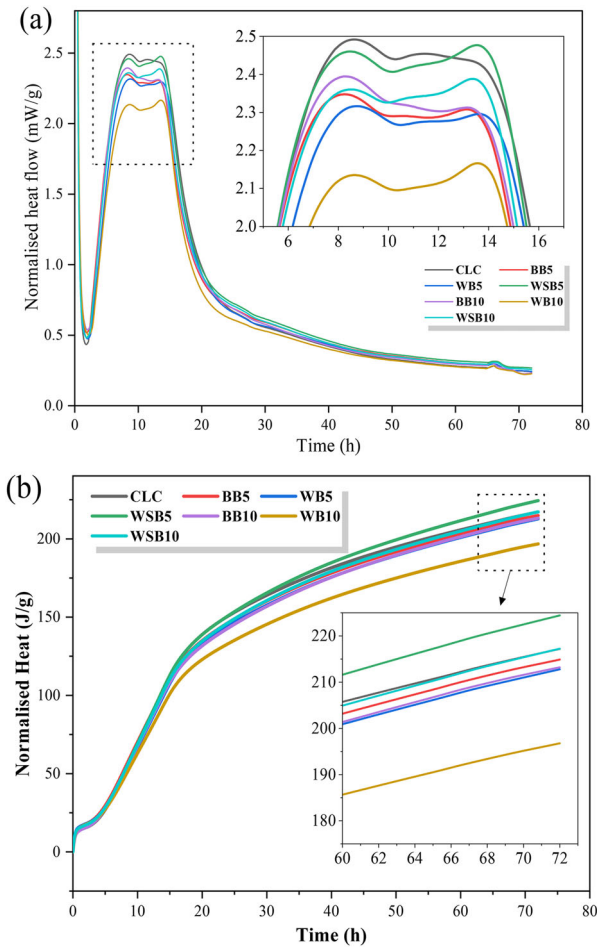 (a)
Normalised heat flow (mW/g)
2.5
2.0
1.5
1.0
0.5
0.0
0 10 20 30 40 50 60 70 80
Time (h)
2.5
2.4
2.3
2.2
2.1
2.0
6 8 10 12 14 16
CLC BB5
WB5 WSB5
BB10 WB10
WSB10
(b)
Normalised Heat (J/g)
200
150
100
50
0
0 10 20 30 40 50 60 70 80
Time (h)
CLC BB5 WB5
WSB5 BB10 WB10
WSB10
220
210
200
190
180
60 62 64 66 68 70 72